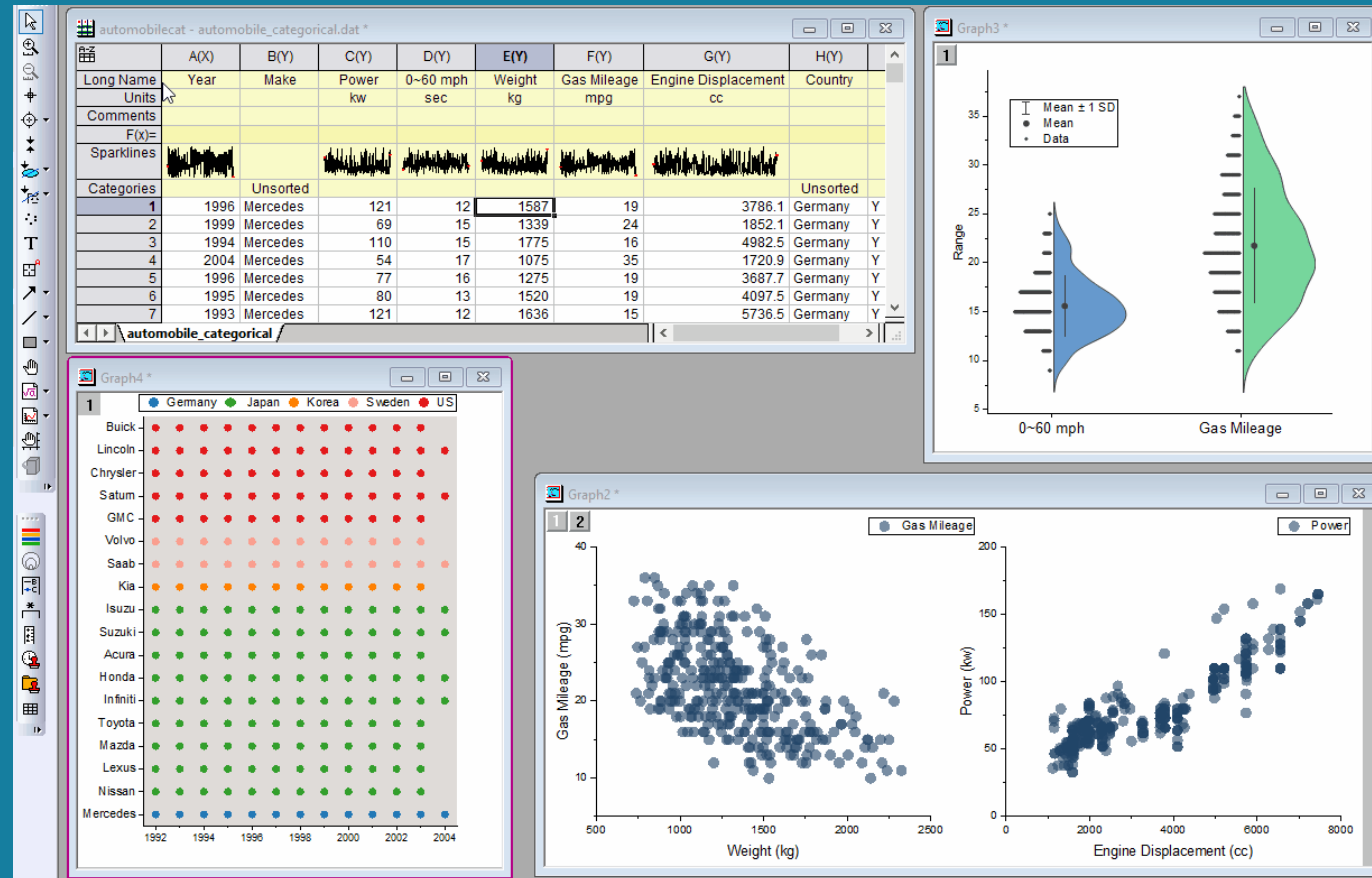 automobilecat - automobile_categorical.dat *
A(X) B(Y) C(Y) D(Y) E(Y) F(Y) G(Y) H(Y)
Long Name Year Make Power 0~60 mph Weight Gas Mileage Engine Displacement Country
Units kw sec kg mpg cc
Comments
F(x)=
Sparklines
Categories Unsorted Unsorted
1 1996 Mercedes 121 12 1587 19 3786.1 Germany Y
2 1999 Mercedes 69 15 1339 24 1852.1 Germany Y
3 1994 Mercedes 110 15 1775 16 4982.5 Germany Y
4 2004 Mercedes 54 17 1075 35 1720.9 Germany Y
5 1996 Mercedes 77 16 1275 19 3687.7 Germany Y
6 1995 Mercedes 80 13 1520 19 4097.5 Germany Y
7 1993 Mercedes 121 12 1636 15 5736.5 Germany Y
automobile_categorical
T
Graph3 *
1
Mean ± 1 SD
Mean
Data
35
30
25
20
15
10
5
Range
0~60 mph Gas Mileage
Graph4 *
1
Germany Japan Korea Sweden US
Buick
Lincoln
Chrysler
Saturn
GMC
Volvo
Saab
Kia
Isuzu
Suzuki
Acura
Honda
Infiniti
Toyota
Mazda
Lexus
Nissan
Mercedes
1992 1994 1996 1998 2000 2002 2004
Graph2 *
1 2
Gas Mileage
40
30
20
10
Gas Mileage (mpg)
500 1000 1500 2000 2500
Weight (kg)
Power
200
150
100
50
0
Power (kw)
0 2000 4000 6000 8000
Engine Displacement (cc)